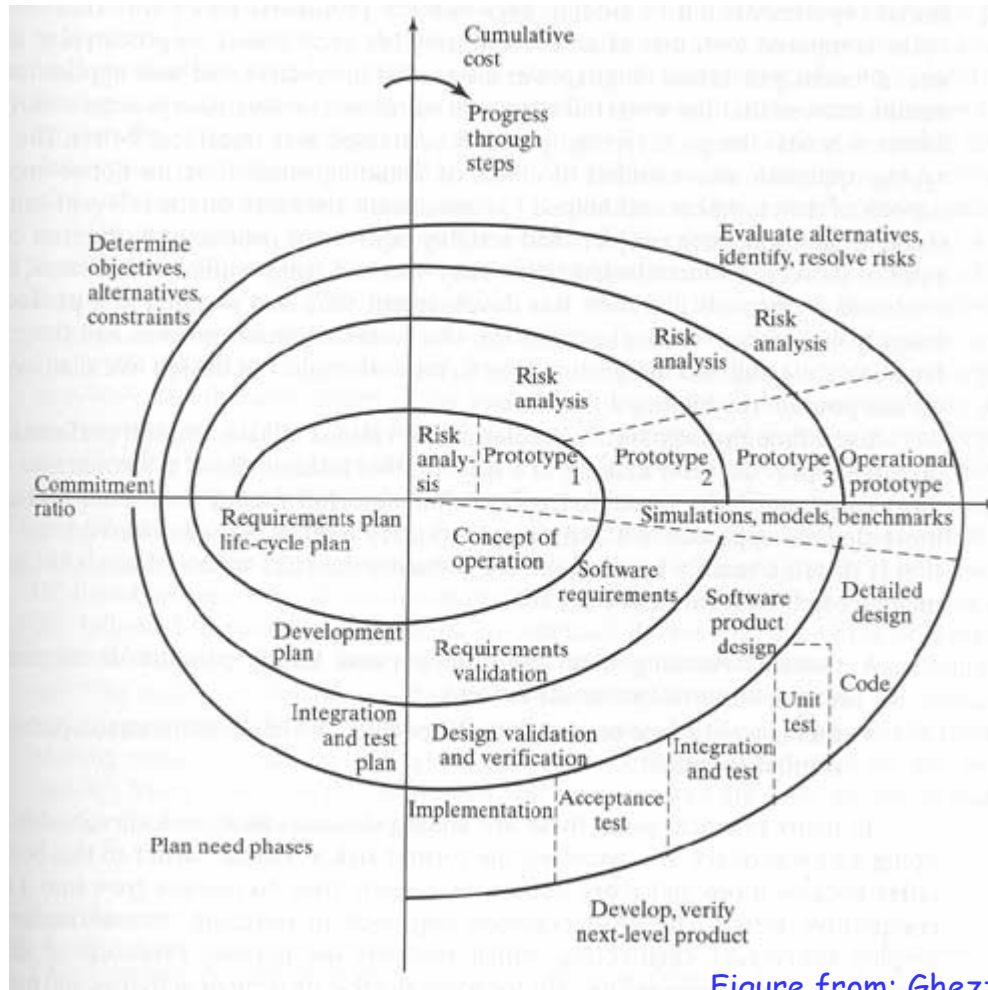 Cumulative
cost
Progress
through
steps
Determine
objectives,
alternatives,
constraints
Evaluate alternatives,
identify, resolve risks
Risk
analysis
Risk
analysis
Risk
analysis
Risk
analy-
sis
Prototype
1
Prototype
2
Prototype
3
Operational
prototype
Commitment
ratio
Simulations, models, benchmarks
Requirements plan
life-cycle plan
Concept of
operation
Software
requirements
Software
product
design
Detailed
design
Development
plan
Requirements
validation
Code
Unit
test
Integration
and test
plan
Design validation
and verification
Integration
and test
Implementation
Acceptance
test
Plan need phases
Develop, verify
next-level product
Figure from: